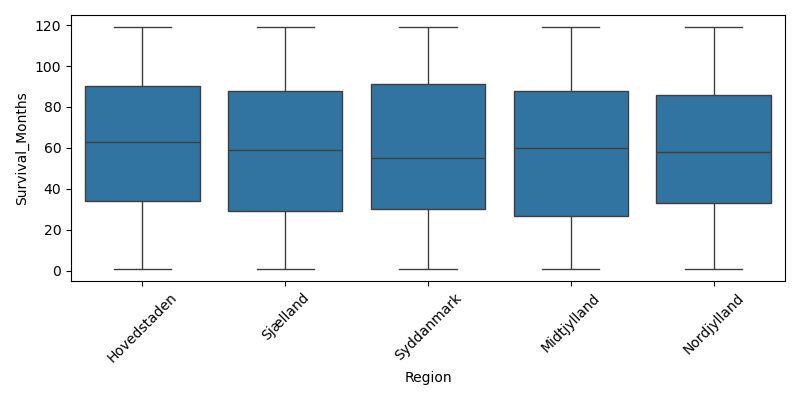 Survival_Months
120
100
80
60
40
20
0
Hovedstaden
Sjælland
Syddanmark
Midtjylland
Nordjylland
Region